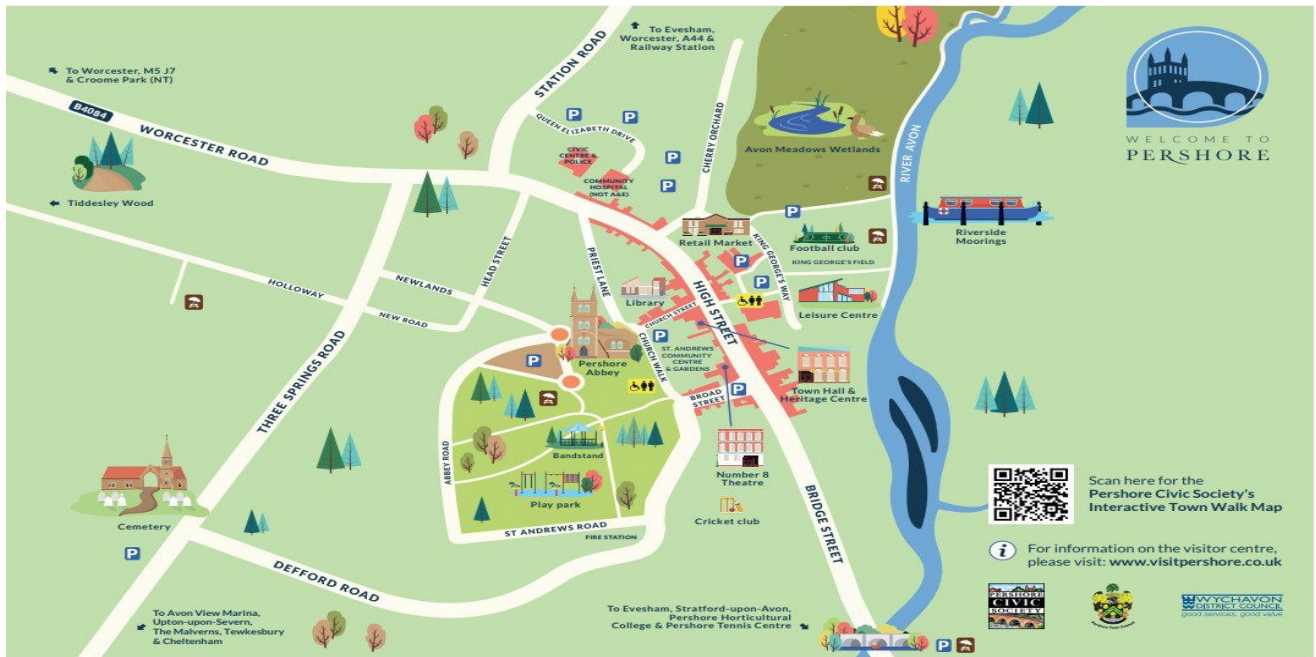 To Evesham,
Worcester, A44 &
Railway Station
To Worcester, M5 J7
& Croome Park (NT)
B4084
WORCESTER ROAD
STATION ROAD
P
P
QUEEN ELIZABETH DRIVE
CIVIC
CENTRE &
POLICE
P
P
COMMUNITY
HOSPITAL
(NOT A&E)
CHERRY ORCHARD
Avon Meadows Wetlands
RIVER AVON
WELCOME TO
PERSHORE
Tiddesley Wood
Riverside
Moorings
Retail Market
P
Football club
KING GEORGE'S FIELD
KING GEORGE'S WAY
P
P
Leisure Centre
HOLLOWAY
NEWLANDS
HEAD STREET
NEW ROAD
PRIEST LANE
Library
HIGH STREET
CHURCH STREET
P
ST. ANDREWS
COMMUNITY
CENTRE
& GARDENS
CHURCH WALK
Pershore
Abbey
P
THREE SPRINGS ROAD
Town Hall &
Heritage Centre
P
BROAD
STREET
Bandstand
ABBEY ROAD
Number 8
Theatre
Play park
Cricket club
BRIDGE STREET
ST ANDREWS ROAD
FIRE STATION
Cemetery
P
DEFFORD ROAD
Scan here for the
Pershore Civic Society's
Interactive Town Walk Map
i
For information on the visitor centre,
please visit: www.visitpershore.co.uk
To Avon View Marina,
Upton-upon-Severn,
The Malverns, Tewkesbury
& Cheltenham
To Evesham, Stratford-upon-Avon,
Pershore Horticultural
College & Pershore Tennis Centre
P
PERSHORE
CIVIC
SOCIETY
Pershore Town Council
WYCHAVON
DISTRICT COUNCIL
good services, good value